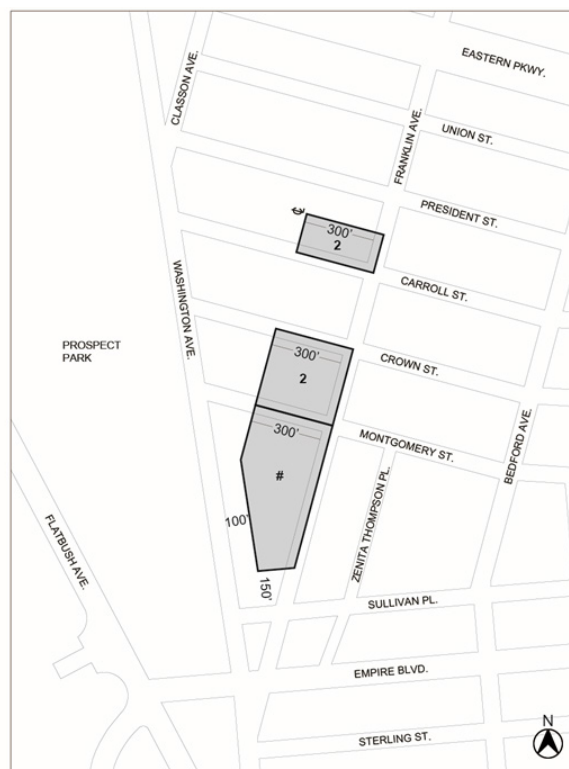 EASTERN PKWY.
CLASSON AVE.
FRANKLIN AVE.
UNION ST.
PRESIDENT ST.
300'
2
CARROLL ST.
WASHINGTON AVE.
PROSPECT
PARK
300'
2
CROWN ST.
300'
MONTGOMERY ST.
BEDFORD AVE.
#
ZENITA THOMPSON PL.
100'
FLATBUSH AVE.
150'
SULLIVAN PL.
EMPIRE BLVD.
N
STERLING ST.